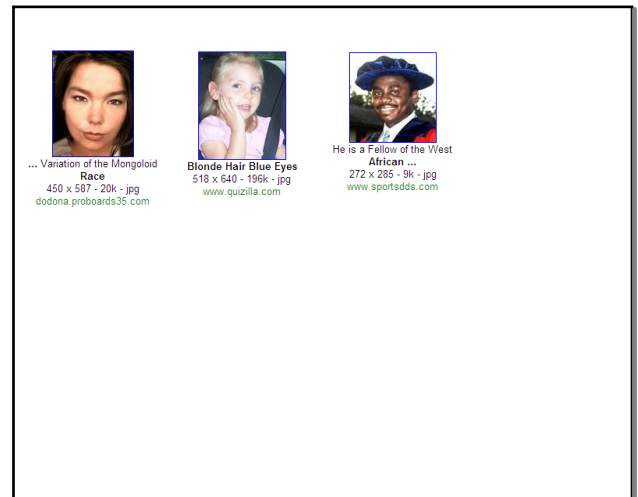 ... Variation of the Mongoloid
Race
450 x 587 - 20k - jpg
dodona.proboards35.com
Blonde Hair Blue Eyes
518 x 640 - 196k - jpg
www.quizilla.com
He is a Fellow of the West
African ...
272 x 285 - 9k - jpg
www.sportsdds.com